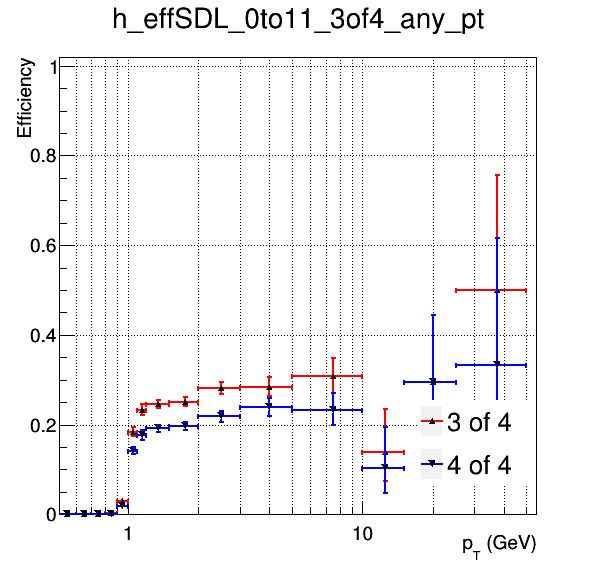 h_effSDL_0to11_3of4_any_pt
Efficiency
1
0.8
0.6
0.4
0.2
0
3 of 4
4 of 4
1
10
p_T (GeV)